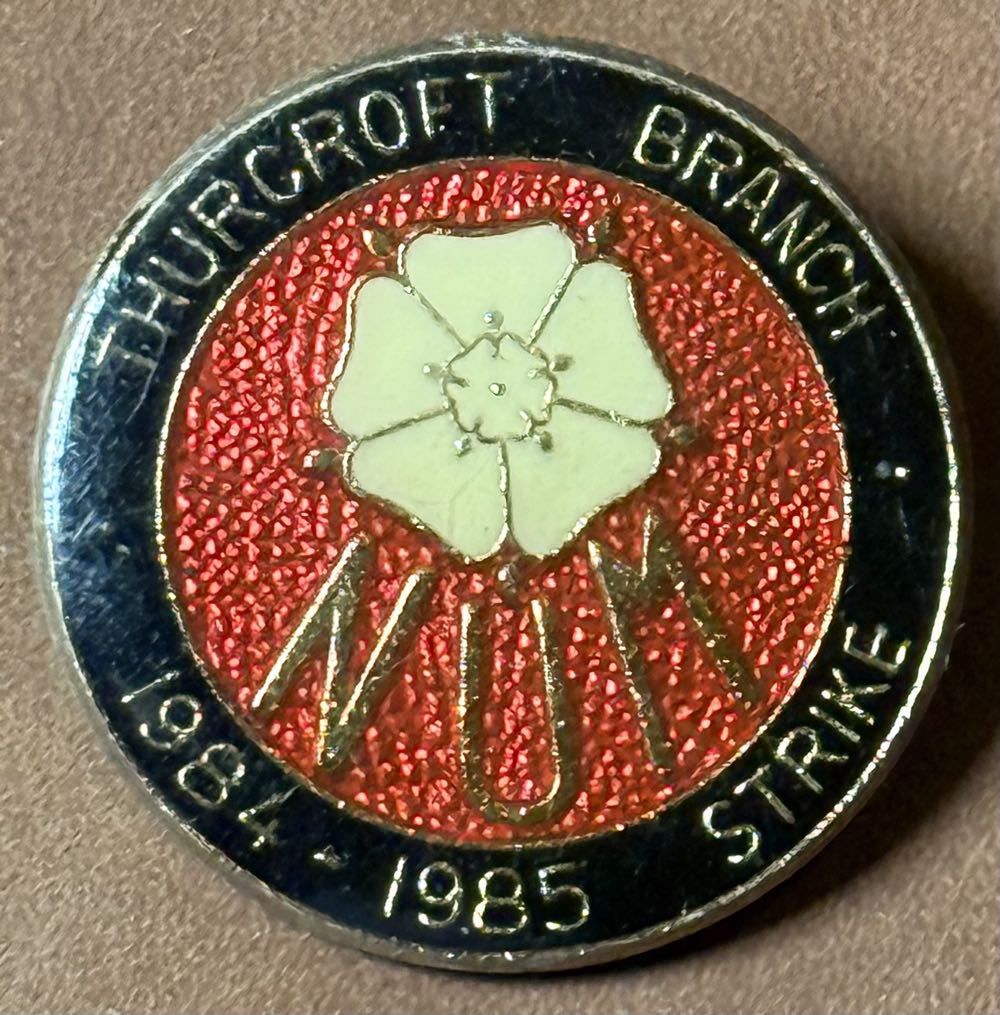 THURCROFT BRANCH
NUM
1984 - 1985 STRIKE